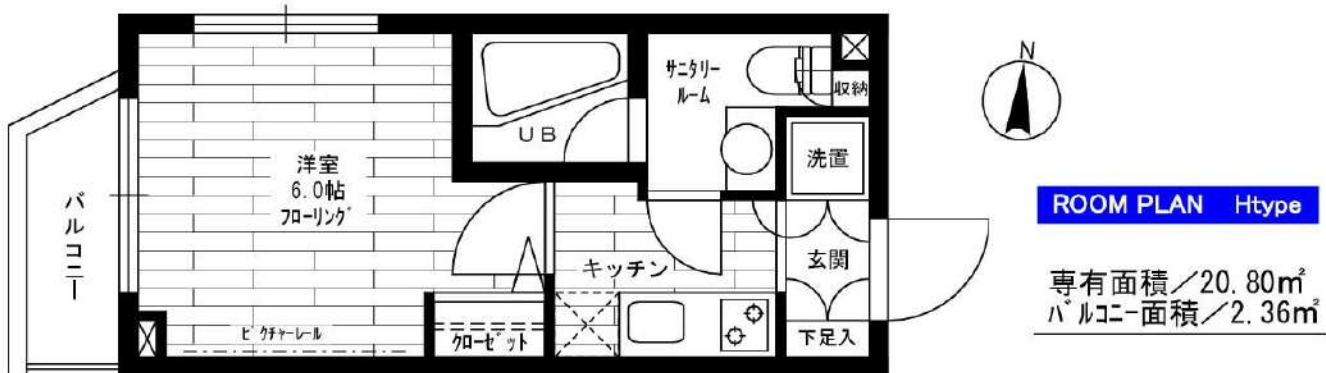 サニタリー
ルーム
収納
UB
洗置
洋室
6.0帖
フローリング
バルコニー
キッチン
玄関
ピクチャーレール
クローゼット
下足入
N
ROOM PLAN Htype
専有面積／20.80㎡
バルコニー面積／2.36㎡